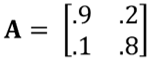 A = [.9 .2
.1 .8]